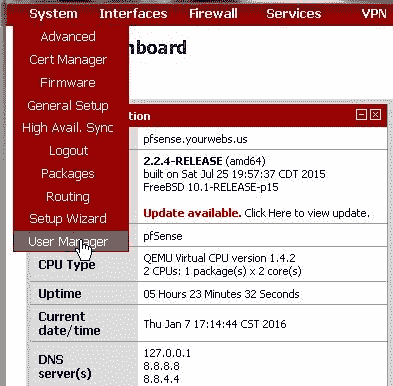 System Interfaces Firewall Services VPN
Advanced
Cert Manager
Firmware
General Setup
High Avail. Sync
Logout
Packages
Routing
Setup Wizard
User Manager
board
tion
pfsense.yourwebs.us
2.2.4-RELEASE (amd64)
built on Sat Jul 25 19:57:37 CDT 2015
FreeBSD 10.1-RELEASE-p15
Update available. Click Here to view update.
pfSense
CPU Type QEMU Virtual CPU version 1.4.2
2 CPUs: 1 package(s) x 2 core(s)
Uptime 05 Hours 23 Minutes 32 Seconds
Current
date/time Thu Jan 7 17:14:44 CST 2016
DNS
server(s) 127.0.0.1
8.8.8.8
8.8.4.4